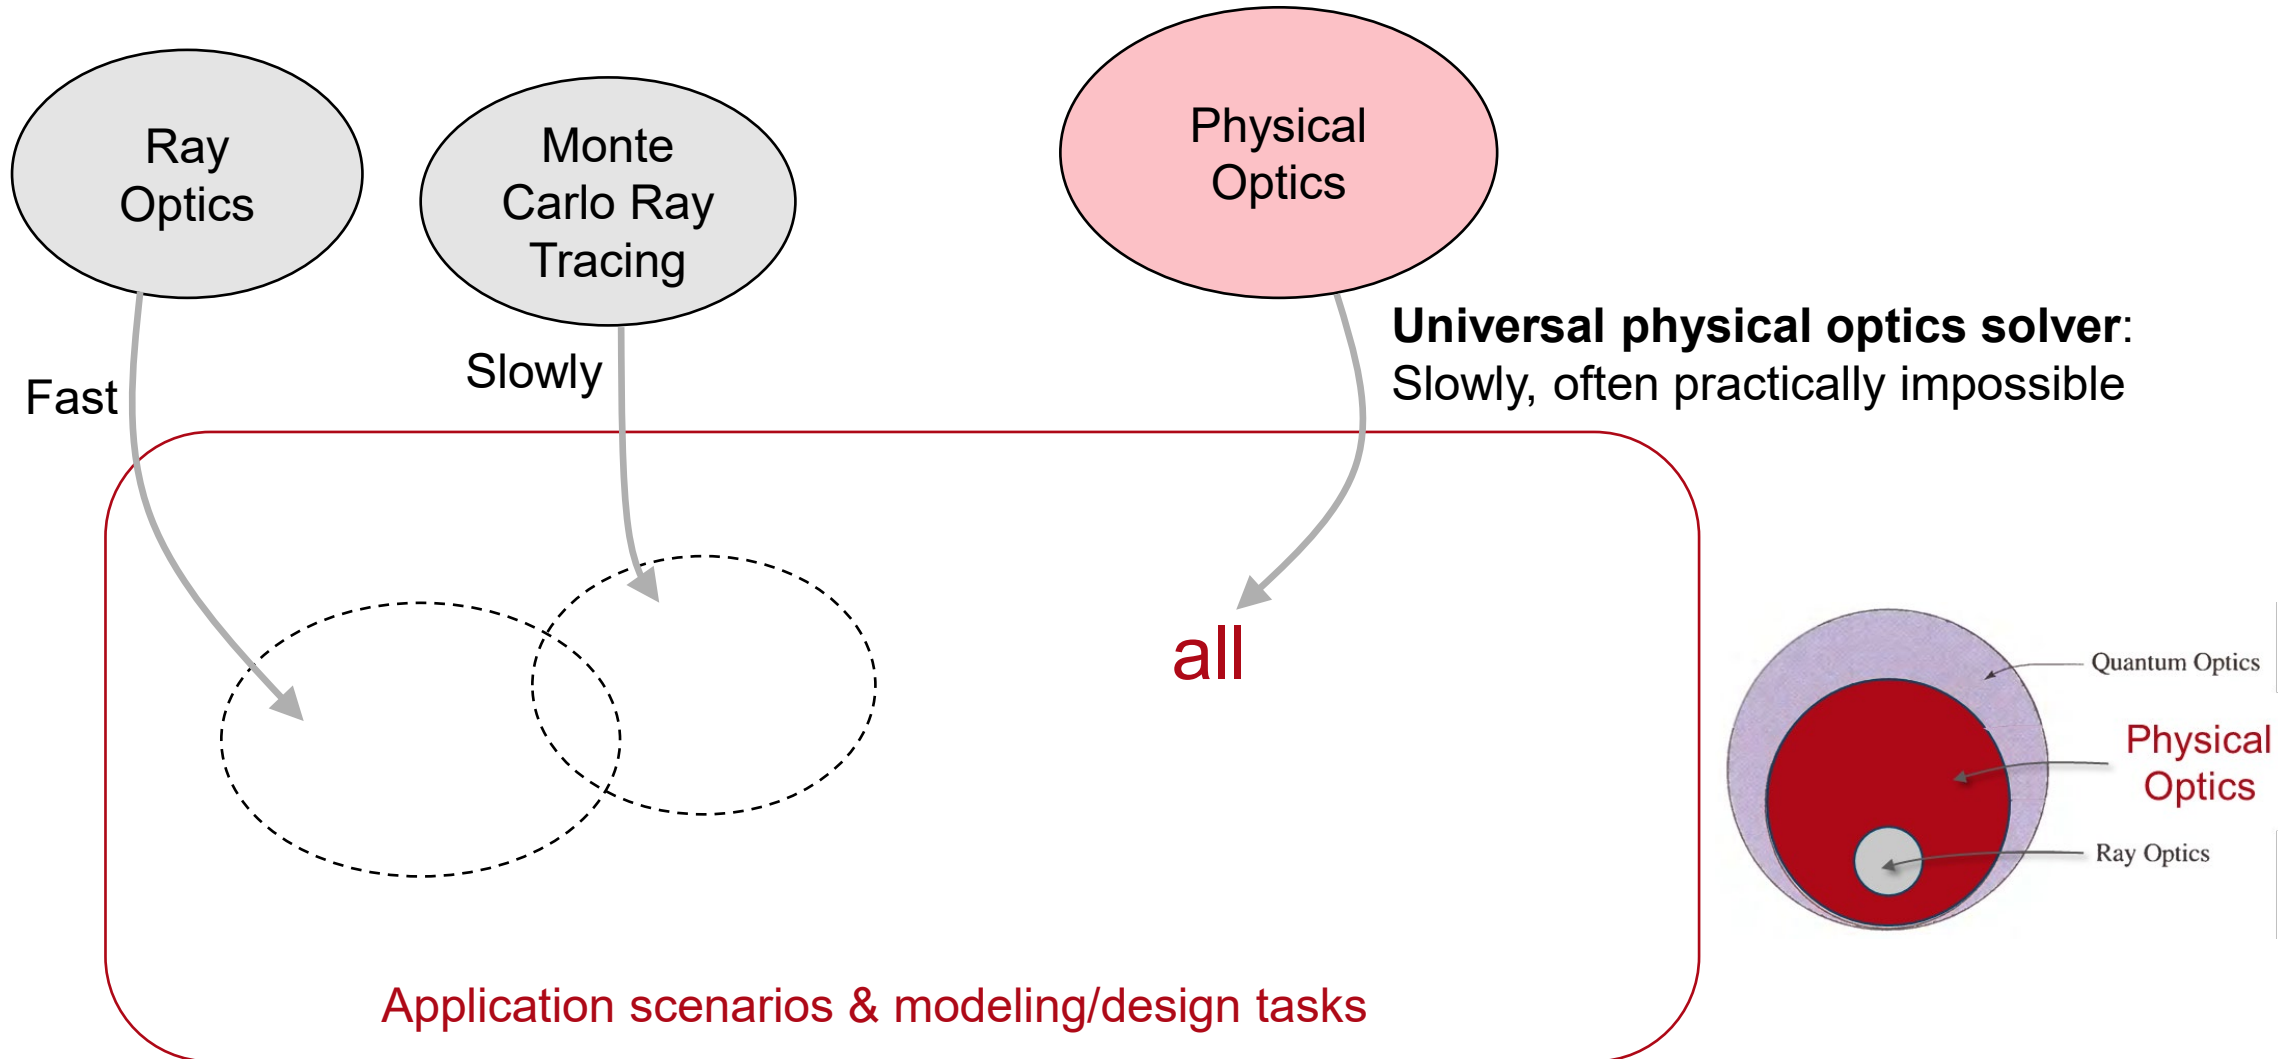 Ray
Optics
Monte
Carlo Ray
Tracing
Physical
Optics
Fast
Slowly
Universal physical optics solver:
Slowly, often practically impossible
all
Quantum Optics
Physical
Optics
Ray Optics
Application scenarios & modeling/design tasks